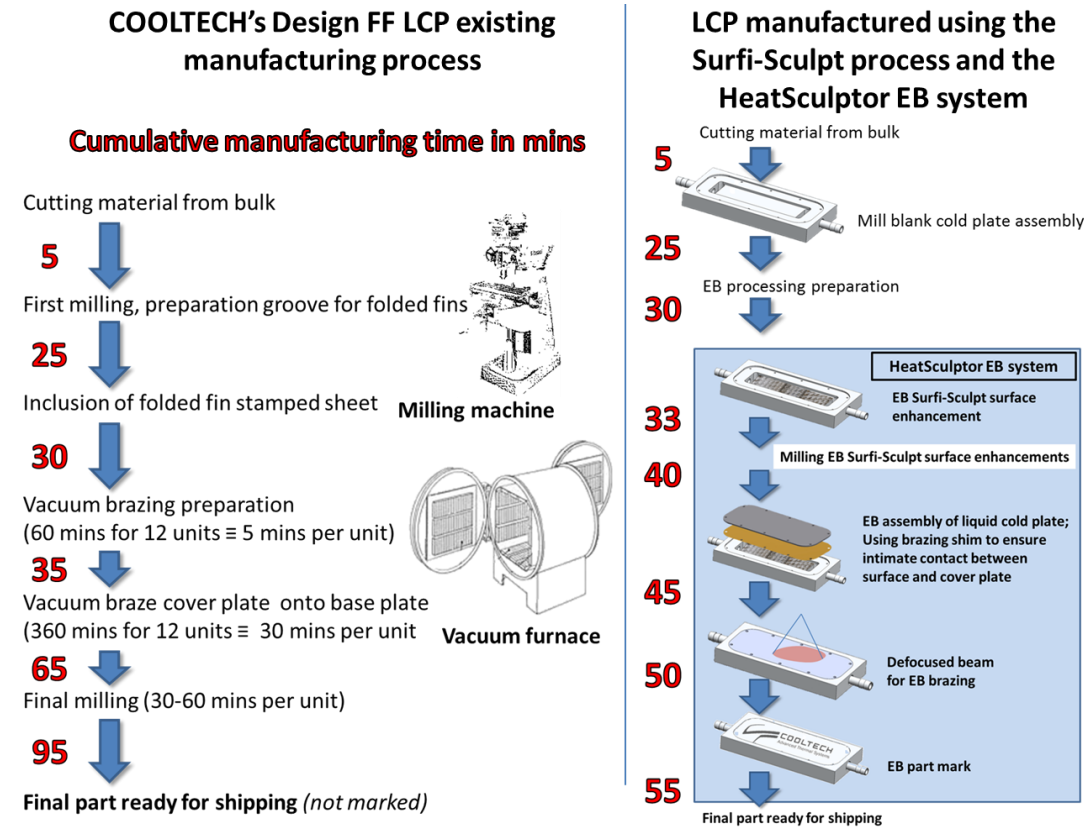 COOLTECH's Design FF LCP existing
manufacturing process
Cumulative manufacturing time in mins
Cutting material from bulk
5
First milling, preparation groove for folded fins
25
Inclusion of folded fin stamped sheet
Milling machine
30
Vacuum brazing preparation
(60 mins for 12 units ≡ 5 mins per unit)
35
Vacuum braze cover plate onto base plate
(360 mins for 12 units ≡ 30 mins per unit
Vacuum furnace
65
Final milling (30-60 mins per unit)
95
Final part ready for shipping (not marked)
LCP manufactured using the
Surfi-Sculpt process and the
HeatSculptor EB system
Cutting material from bulk
5
Mill blank cold plate assembly
25
EB processing preparation
30
HeatSculptor EB system
EB Surfi-Sculpt surface
enhancement
33
Milling EB Surfi-Sculpt surface enhancements
40
EB assembly of liquid cold plate;
Using brazing shim to ensure
intimate contact between
surface and cover plate
45
Defocused beam
for EB brazing
50
COOLTECH
Advanced Thermal Systems
EB part mark
55
Final part ready for shipping